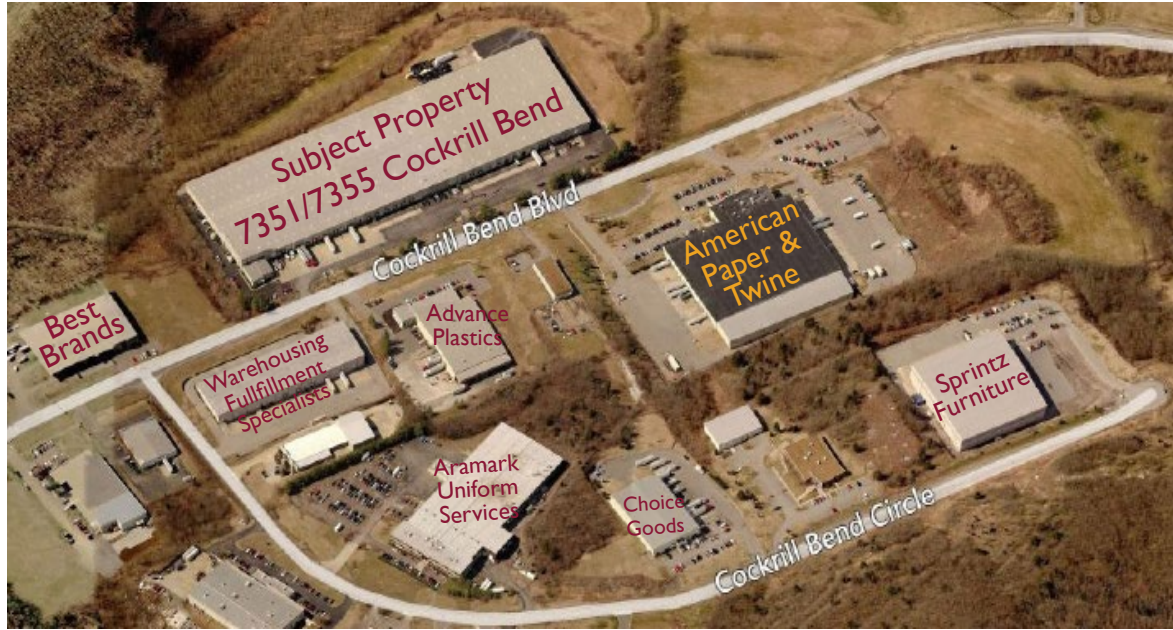 Subject Property
7351/7355 Cockrill Bend
Cockrill Bend Blvd
American
Paper &
Twine
Best
Brands
Advance
Plastics
Warehousing
Fullfillment
Specialists
Sprintz
Furniture
Aramark
Uniform
Services
Choice
Goods
Cockrill Bend Circle